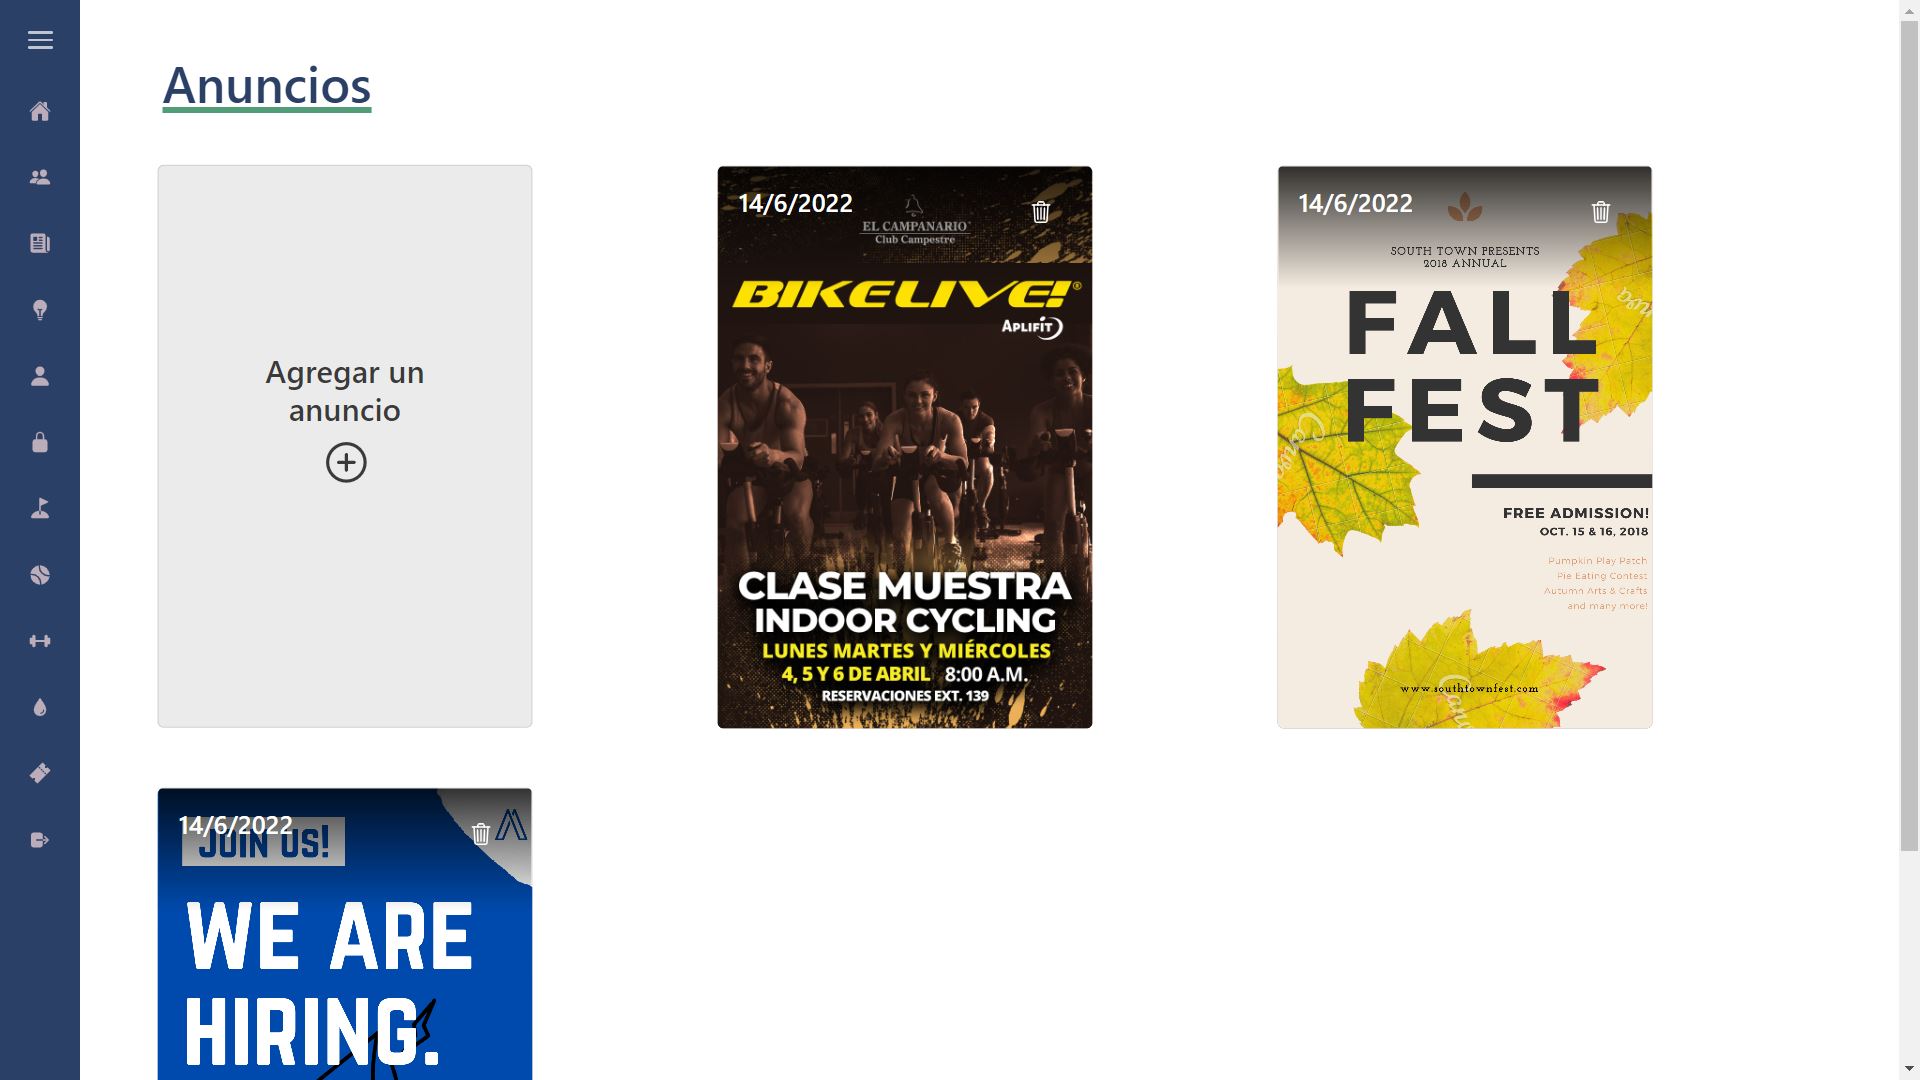 Anuncios
Agregar un
anuncio
14/6/2022
EL CAMPANARIO
Club Campestre
BIKELIVE!®
APLIFIT
CLASE MUESTRA
INDOOR CYCLING
LUNES MARTES Y MIÉRCOLES
4, 5 Y 6 DE ABRIL 8:00 A.M.
RESERVACIONES EXT. 139
14/6/2022
SOUTH TOWN PRESENTS
2018 ANNUAL
FALL
FEST
FREE ADMISSION!
OCT. 15 & 16, 2018
Pumpkin Play Patch
Pie Eating Contest
Autumn Arts & Crafts
and many more!
www.southtownfest.com
Canva
14/6/2022
JOIN US!
WE ARE
HIRING.